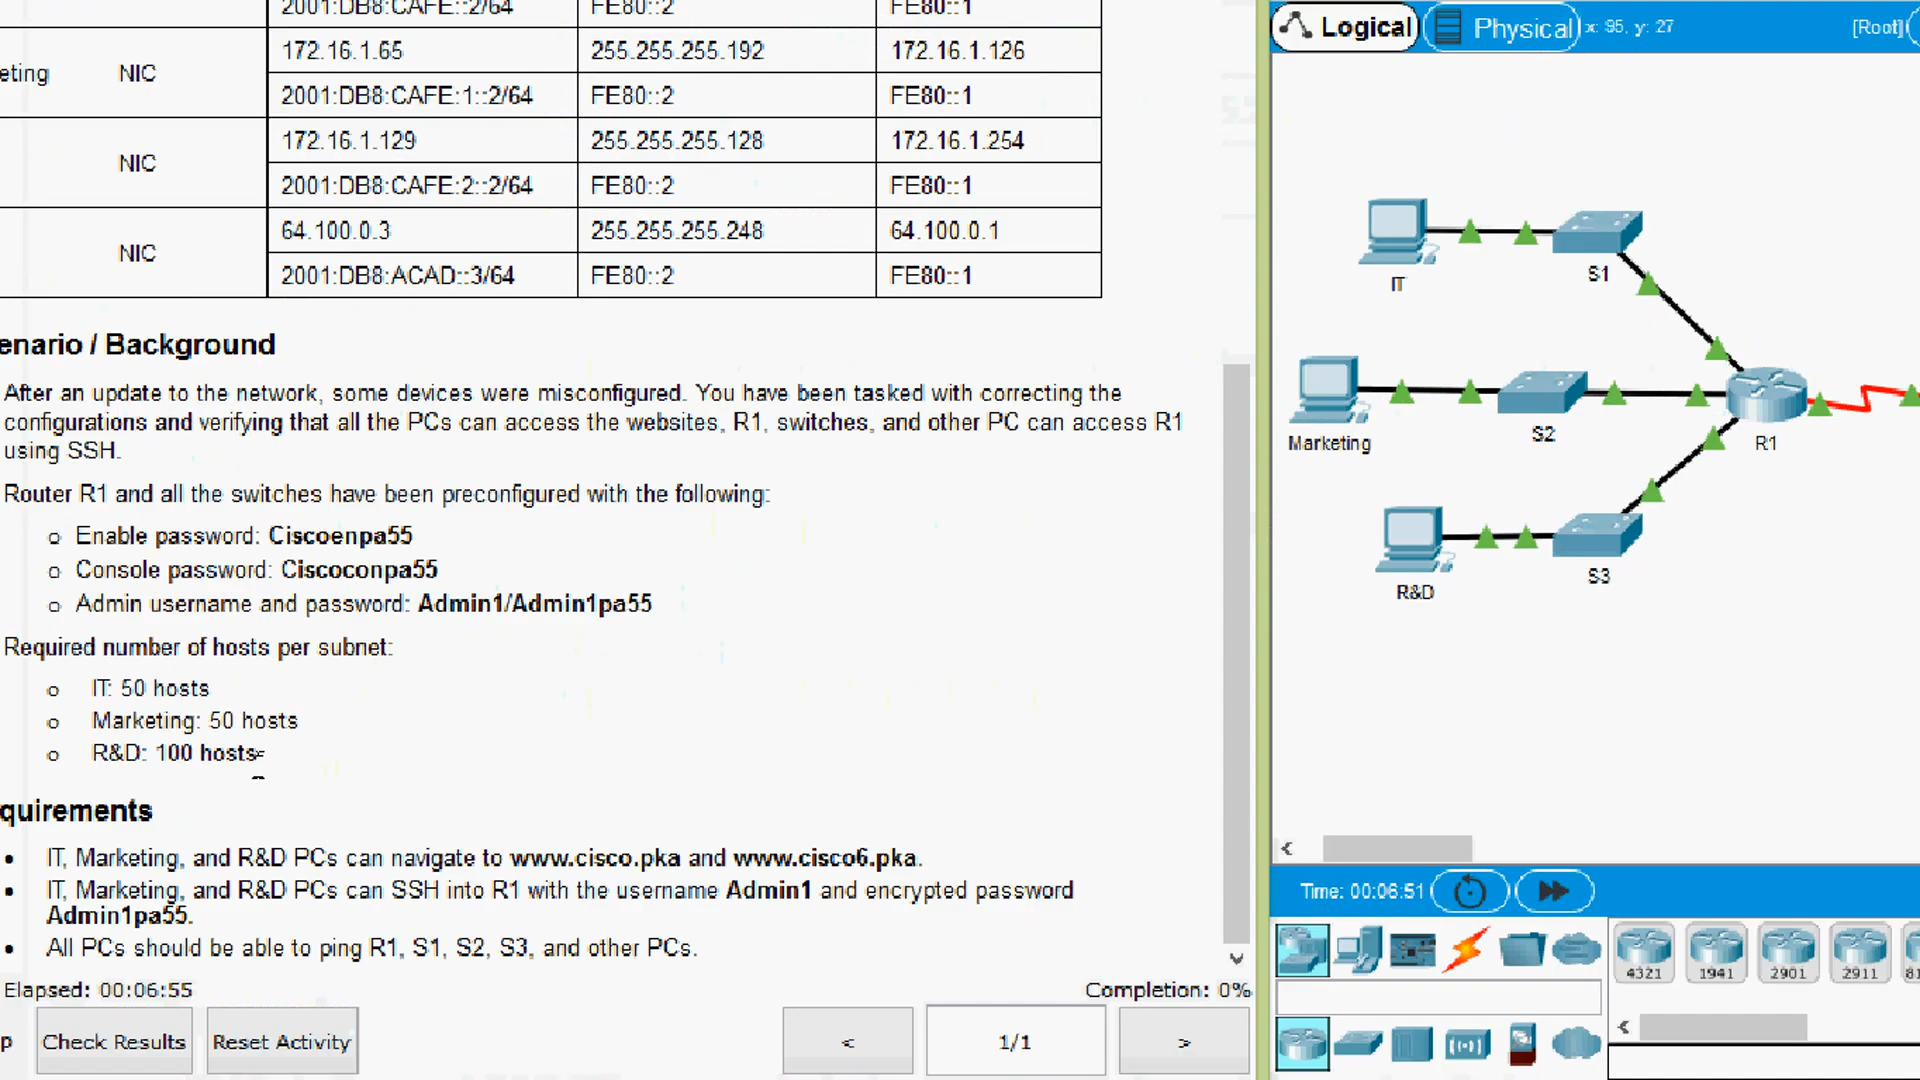 2001:DB8:CAFE::2/64 FE80::2 FE80::1
172.16.1.65 255.255.255.192 172.16.1.126
eting NIC
2001:DB8:CAFE:1::2/64 FE80::2 FE80::1
172.16.1.129 255.255.255.128 172.16.1.254
NIC
2001:DB8:CAFE:2::2/64 FE80::2 FE80::1
64.100.0.3 255.255.255.248 64.100.0.1
NIC
2001:DB8:ACAD::3/64 FE80::2 FE80::1
enario / Background
After an update to the network, some devices were misconfigured. You have been tasked with correcting the
configurations and verifying that all the PCs can access the websites, R1, switches, and other PC can access R1
using SSH.
Router R1 and all the switches have been preconfigured with the following:
o Enable password: Ciscoenpa55
o Console password: Ciscoconpa55
o Admin username and password: Admin1/Admin1pa55
Required number of hosts per subnet:
o IT: 50 hosts
o Marketing: 50 hosts
o R&D: 100 hosts
quirements
• IT, Marketing, and R&D PCs can navigate to www.cisco.pka and www.cisco6.pka.
• IT, Marketing, and R&D PCs can SSH into R1 with the username Admin1 and encrypted password
Admin1pa55.
• All PCs should be able to ping R1, S1, S2, S3, and other PCs.
Elapsed: 00:06:55 Completion: 0%
p Check Results Reset Activity < 1/1 >
Logical Physical x: 95, y: 27 [Root]
IT S1
Marketing S2 R1
R&D S3
Time: 00:06:51
4321 1941 2901 2911 81